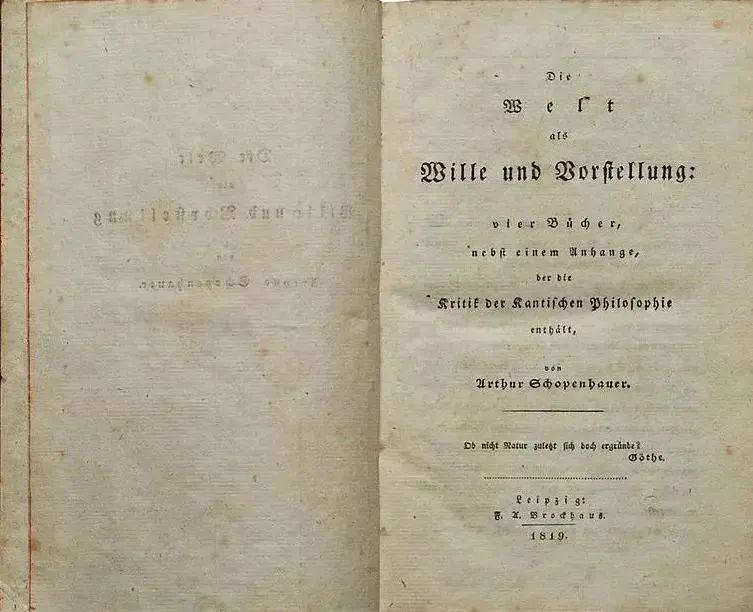 Die
Welt
als
Wille und Vorstellung:
vier Bücher,
nebst einem Anhange,
der die
Kritik der Kantischen Philosophie
enthält,
von
Arthur Schopenhauer.
Ob nicht Natur zuletzt sich doch ergründe?
Göthe.
Leipzig:
F. A. Brockhaus.
1819.